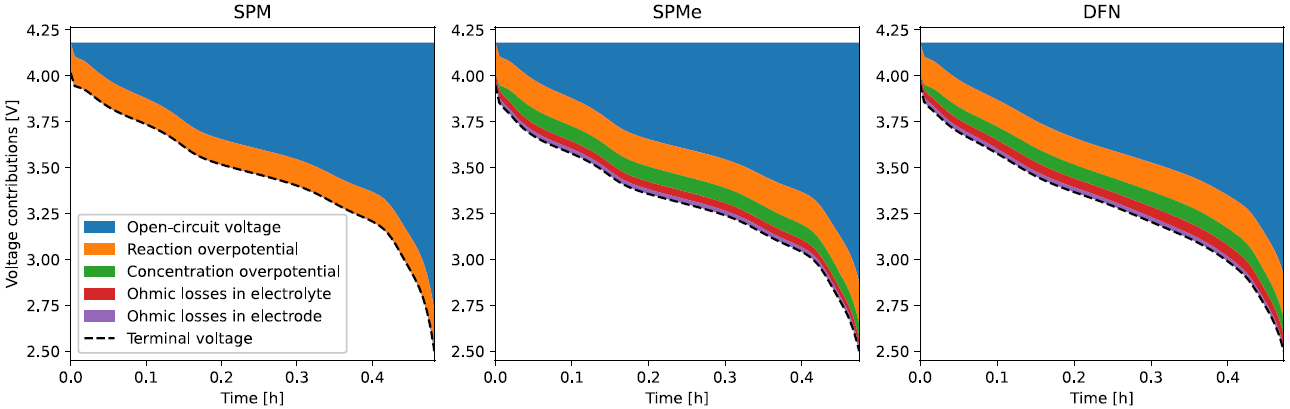 SPM
SPMe
DFN
Voltage contributions [V]
4.25
4.00
3.75
3.50
3.25
3.00
2.75
2.50
Open-circuit voltage
Reaction overpotential
Concentration overpotential
Ohmic losses in electrolyte
Ohmic losses in electrode
Terminal voltage
0.0 0.1 0.2 0.3 0.4
Time [h]
4.25
4.00
3.75
3.50
3.25
3.00
2.75
2.50
0.0 0.1 0.2 0.3 0.4
Time [h]
4.25
4.00
3.75
3.50
3.25
3.00
2.75
2.50
0.0 0.1 0.2 0.3 0.4
Time [h]